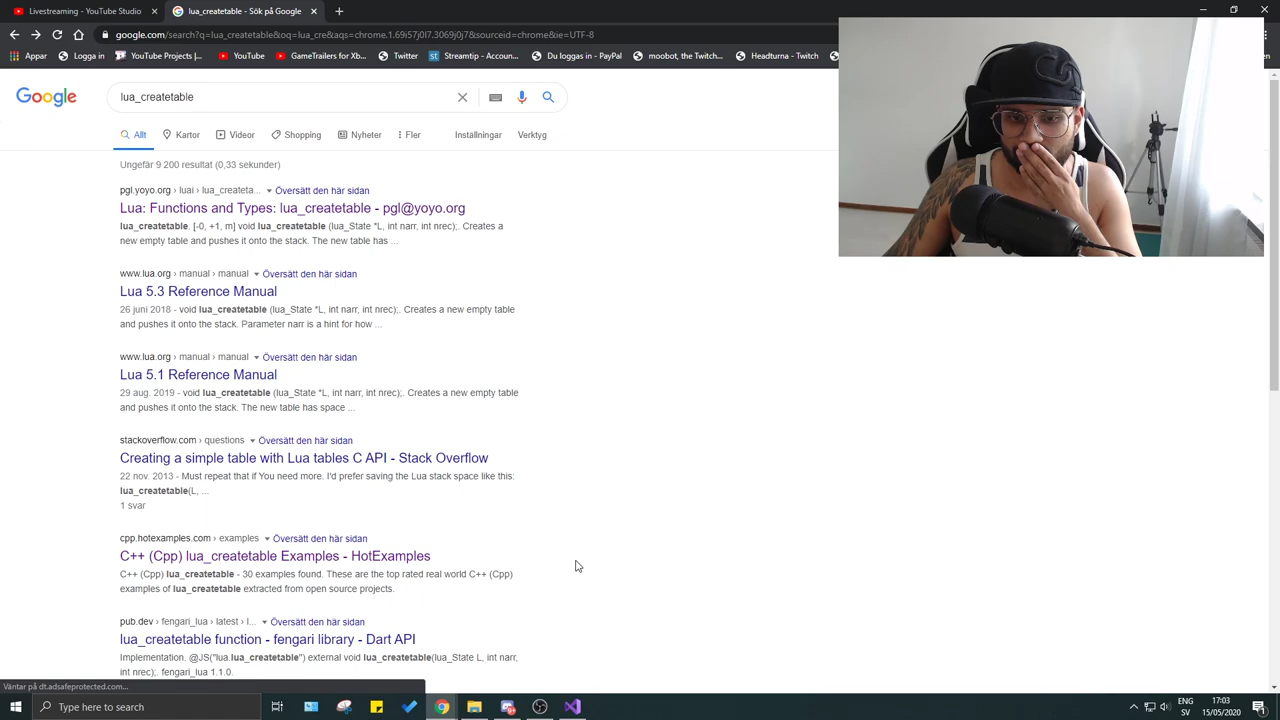 Livestreaming - YouTube Stu
(2) lua - Sök på Google
google.com/search?q=lua_createtable&oq=lua_cre&aqs=chrome.1.69i57j0l7.3069j0j7&sourceid=chrome&ie=UTF-8
Appar
Logga in på Facebo
YouTube Projects |...
YouTube
GameTrailers for Xb...
Twitch
Streamtip - Dashbo...
Du loggas in - PayPal
moobot, the Twitch
Headturna - Twitch
Google
lua_createtable
Allt
Kartor
Videor
Shopping
Nyheter
Fler
Inställningar
Verktyg
Ungefär 9 200 resultat (0,33 sekunder)
pgl.yoyo.org › luai › lua_createta... Översätt den här sidan
Lua: Functions and Types: lua_createtable - pgl@yoyo.org
lua_createtable. [-0, +1, m] void lua_createtable (lua_State *L, int narr, int nrec);. Creates a
new empty table and pushes it onto the stack. The new table has ...
www.lua.org › manual › manual Översätt den här sidan
Lua 5.3 Reference Manual
26 juni 2018 - void lua_createtable (lua_State *L, int narr, int nrec);. Creates a new empty table
and pushes it onto the stack. Parameter narr is a hint for how ...
www.lua.org › manual › manual Översätt den här sidan
Lua 5.1 Reference Manual
29 aug. 2019 - void lua_createtable (lua_State *L, int narr, int nrec);. Creates a new empty table
and pushes it onto the stack. The new table has space ...
stackoverflow.com › questions Översätt den här sidan
Creating a simple table with Lua tables C API - Stack Overflow
22 nov. 2013 - Must repeat that if You need more. I'd prefer saving the Lua stack space like this:
lua_createtable(L, ...
1 svar
cpp.hotexamples.com › examples Översätt den här sidan
C++ (Cpp) lua_createtable Examples - HotExamples
C++ (Cpp) lua_createtable - 30 examples found. These are the top rated real world C++ (Cpp)
examples of lua_createtable extracted from open source projects.
pub.dev › fengari_lua › latest › l... Översätt den här sidan
lua_createtable function - fengari library - Dart API
Implementation. @JS("lua.lua_createtable") external void lua_createtable(lua_State L, int narr,
int nrec);. fengari_lua 1.1.0.
Väntar på dt.adsafeprotected.com...
Type here to search
ENG
SV
17:03
15/05/2020